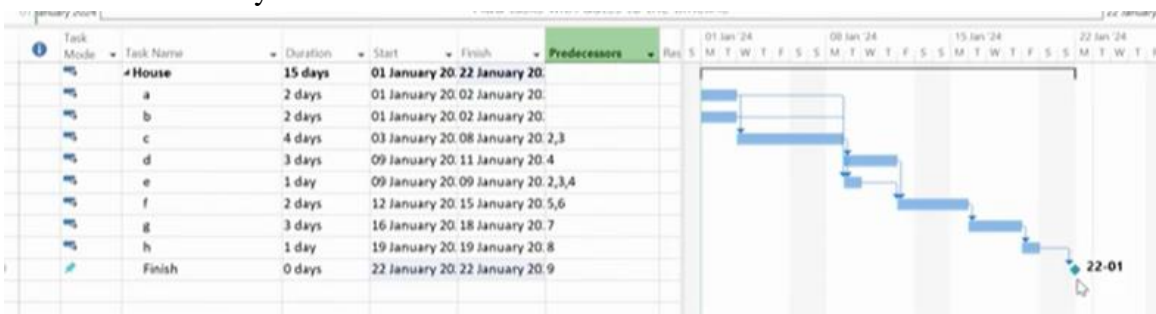 January 2024
22 January
Task Mode Task Name Duration Start Finish Predecessors Res
01 Jan '24 08 Jan '24 15 Jan '24 22 Jan '24
S M T W T F S S M T W T F S S M T W T F S S M T W T F
House 15 days 01 January 20. 22 January 20.
a 2 days 01 January 20. 02 January 20.
b 2 days 01 January 20. 02 January 20.
c 4 days 03 January 20. 08 January 20. 2,3
d 3 days 09 January 20. 11 January 20. 4
e 1 day 09 January 20. 09 January 20. 2,3,4
f 2 days 12 January 20. 15 January 20. 5,6
g 3 days 16 January 20. 18 January 20. 7
h 1 day 19 January 20. 19 January 20. 8
Finish 0 days 22 January 20. 22 January 20. 9
22-01